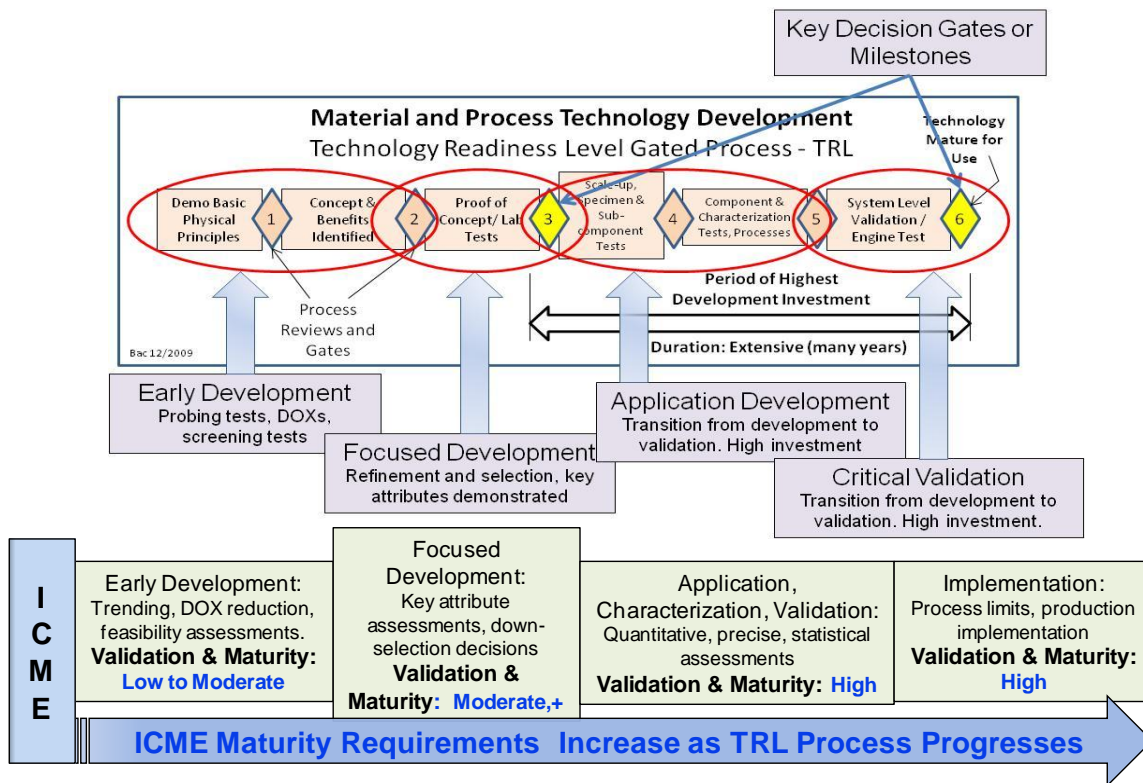 Key Decision Gates or
Milestones
Material and Process Technology Development
Technology Readiness Level Gated Process - TRL
Technology
Mature for
Use
Demo Basic
Physical
Principles
1
Concept &
Benefits
Identified
2
Proof of
Concept/ Lab
Tests
3
Scale-up,
Specimen &
Sub-
component
Tests
4
Component &
Characterization
Tests, Processes
5
System Level
Validation /
Engine Test
6
Process
Reviews and
Gates
Period of Highest
Development Investment
Duration: Extensive (many years)
Bac 12/2009
Early Development
Probing tests, DOXs,
screening tests
Focused Development
Refinement and selection, key
attributes demonstrated
Application Development
Transition from development to
validation. High investment
Critical Validation
Transition from development to
validation. High investment.
I
C
M
E
Early Development:
Trending, DOX reduction,
feasibility assessments.
Validation & Maturity:
Low to Moderate
Focused
Development:
Key attribute
assessments, down-
selection decisions
Validation &
Maturity: Moderate,+
Application,
Characterization, Validation:
Quantitative, precise, statistical
assessments
Validation & Maturity: High
Implementation:
Process limits, production
implementation
Validation & Maturity:
High
ICME Maturity Requirements Increase as TRL Process Progresses